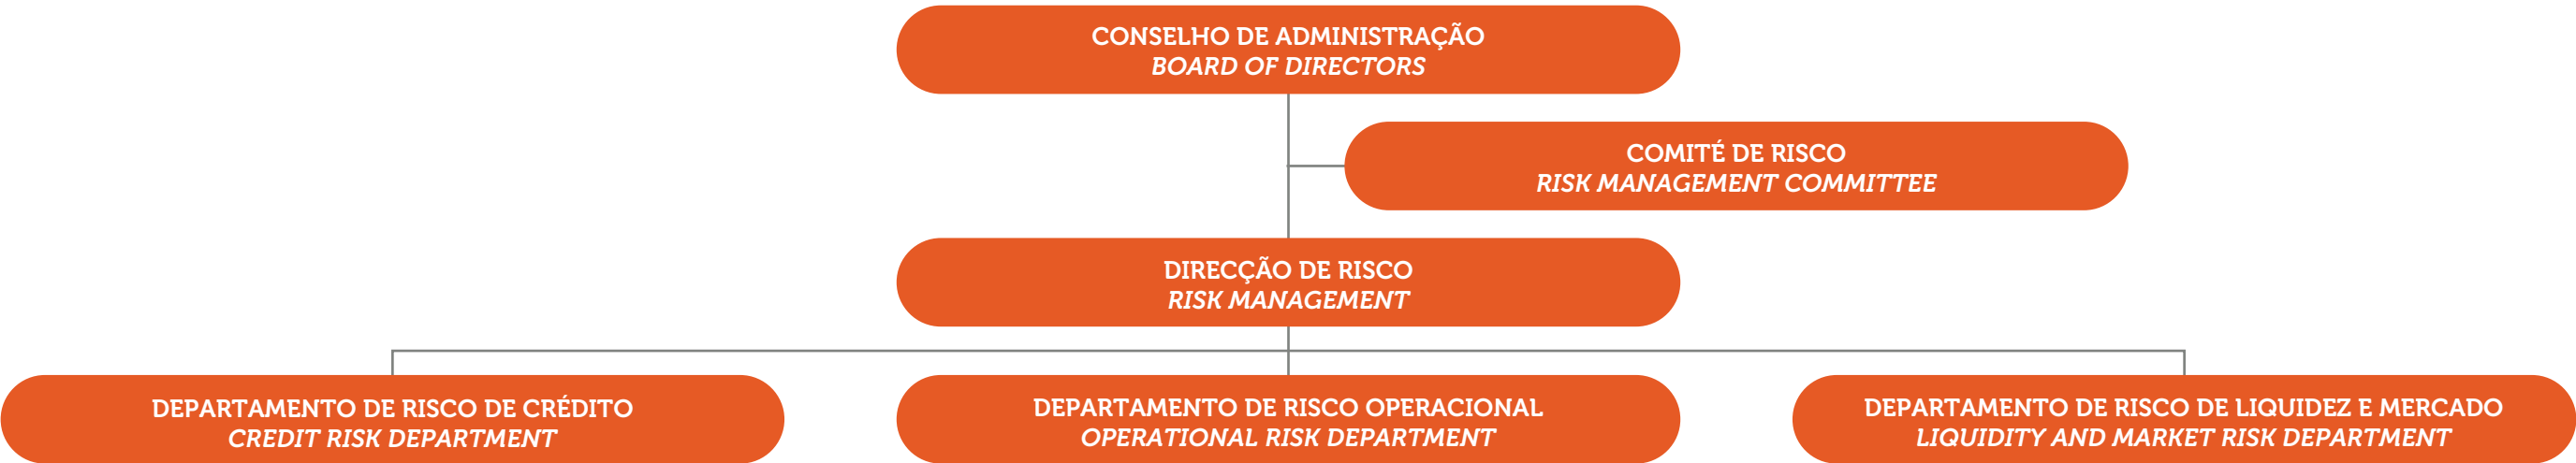 CONSELHO DE ADMINISTRAÇÃO
BOARD OF DIRECTORS
COMITÉ DE RISCO
RISK MANAGEMENT COMMITTEE
DIRECÇÃO DE RISCO
RISK MANAGEMENT
DEPARTAMENTO DE RISCO DE CRÉDITO
CREDIT RISK DEPARTMENT
DEPARTAMENTO DE RISCO OPERACIONAL
OPERATIONAL RISK DEPARTMENT
DEPARTAMENTO DE RISCO DE LIQUIDEZ E MERCADO
LIQUIDITY AND MARKET RISK DEPARTMENT